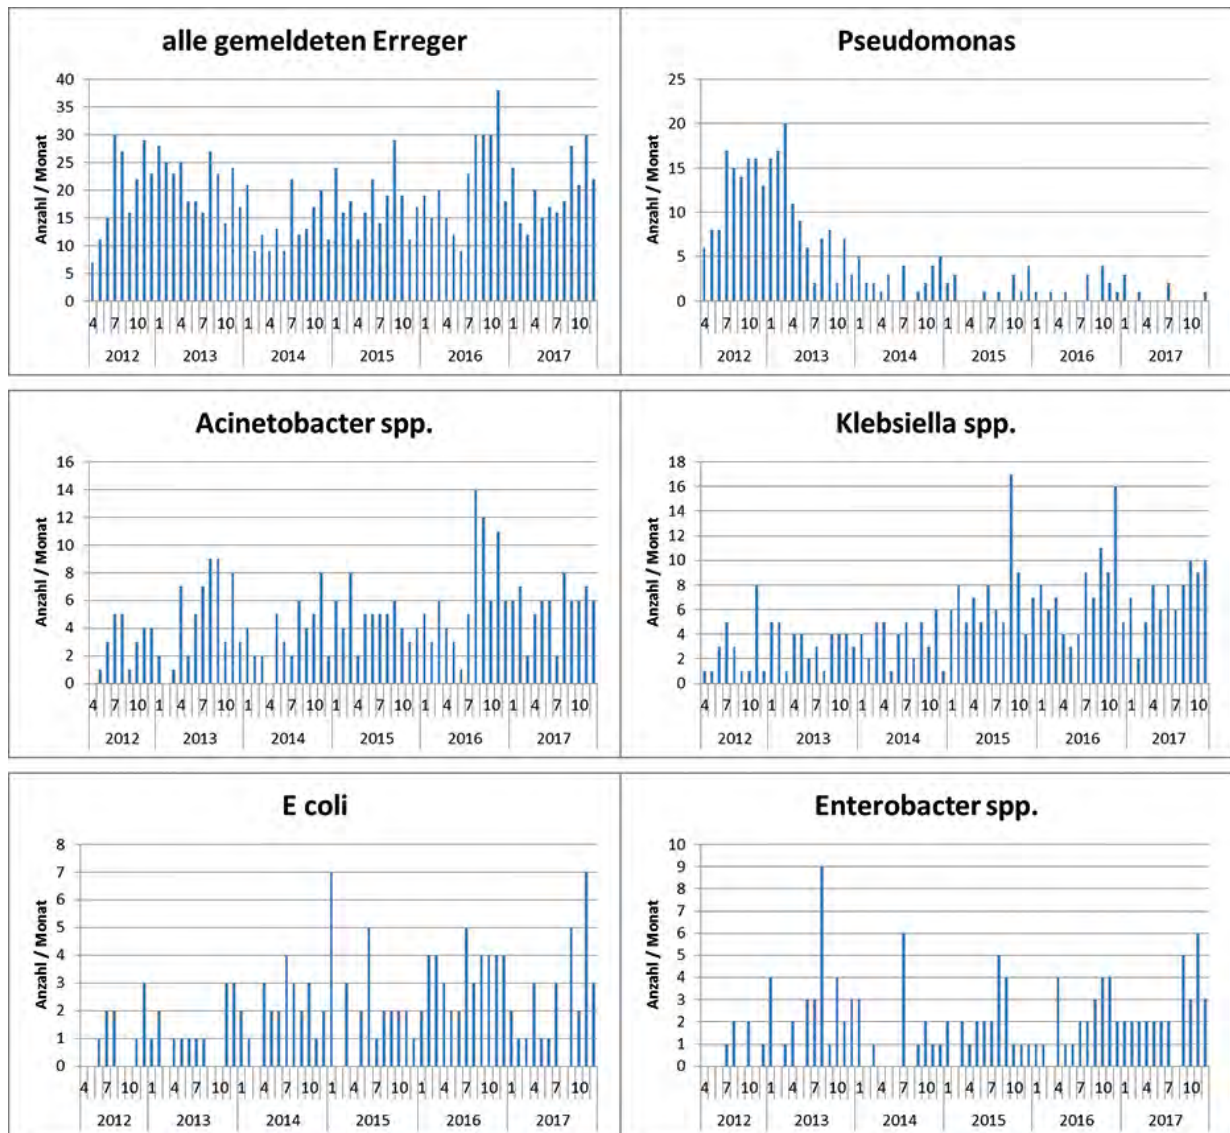 alle gemeldeten Erreger
Anzahl / Monat
40
35
30
25
20
15
10
5
0
4 7 10 1 4 7 10 1 4 7 10 1 4 7 10 1 4 7 10 1 4 7 10
2012 2013 2014 2015 2016 2017
Pseudomonas
Anzahl / Monat
25
20
15
10
5
0
4 7 10 1 4 7 10 1 4 7 10 1 4 7 10 1 4 7 10 1 4 7 10
2012 2013 2014 2015 2016 2017
Acinetobacter spp.
Anzahl / Monat
16
14
12
10
8
6
4
2
0
4 7 10 1 4 7 10 1 4 7 10 1 4 7 10 1 4 7 10 1 4 7 10
2012 2013 2014 2015 2016 2017
Klebsiella spp.
Anzahl / Monat
18
16
14
12
10
8
6
4
2
0
4 7 10 1 4 7 10 1 4 7 10 1 4 7 10 1 4 7 10 1 4 7 10
2012 2013 2014 2015 2016 2017
E coli
Anzahl / Monat
8
7
6
5
4
3
2
1
0
4 7 10 1 4 7 10 1 4 7 10 1 4 7 10 1 4 7 10 1 4 7 10
2012 2013 2014 2015 2016 2017
Enterobacter spp.
Anzahl / Monat
10
9
8
7
6
5
4
3
2
1
0
4 7 10 1 4 7 10 1 4 7 10 1 4 7 10 1 4 7 10 1 4 7 10
2012 2013 2014 2015 2016 2017